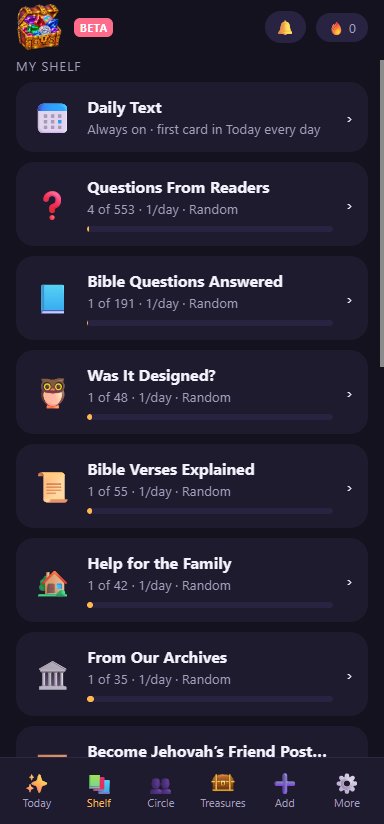 BETA
0
MY SHELF
Daily Text
Always on · first card in Today every day
Questions From Readers
4 of 553 · 1/day · Random
Bible Questions Answered
1 of 191 · 1/day · Random
Was It Designed?
1 of 48 · 1/day · Random
Bible Verses Explained
1 of 55 · 1/day · Random
Help for the Family
1 of 42 · 1/day · Random
From Our Archives
1 of 35 · 1/day · Random
Become Jehovah’s Friend Post…
Today
Shelf
Circle
Treasures
Add
More